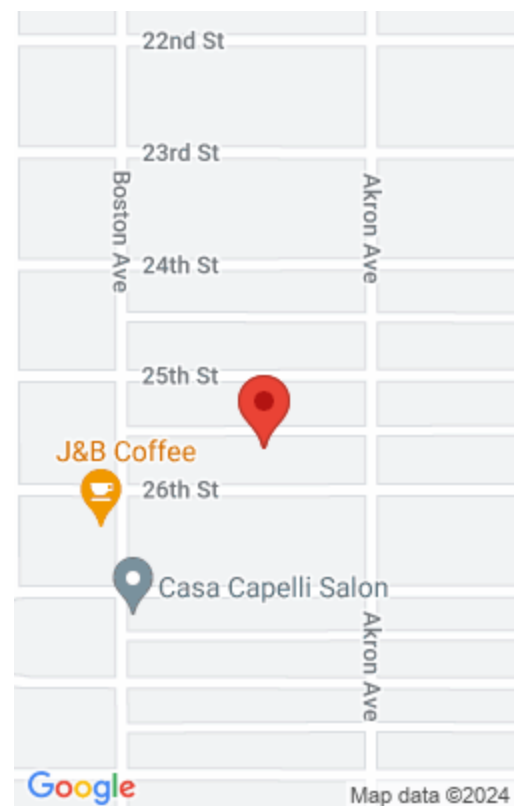 22nd St
23rd St
Boston Ave
Akron Ave
24th St
25th St
J&B Coffee
26th St
Casa Capelli Salon
Akron Ave
Google
Map data ©2024